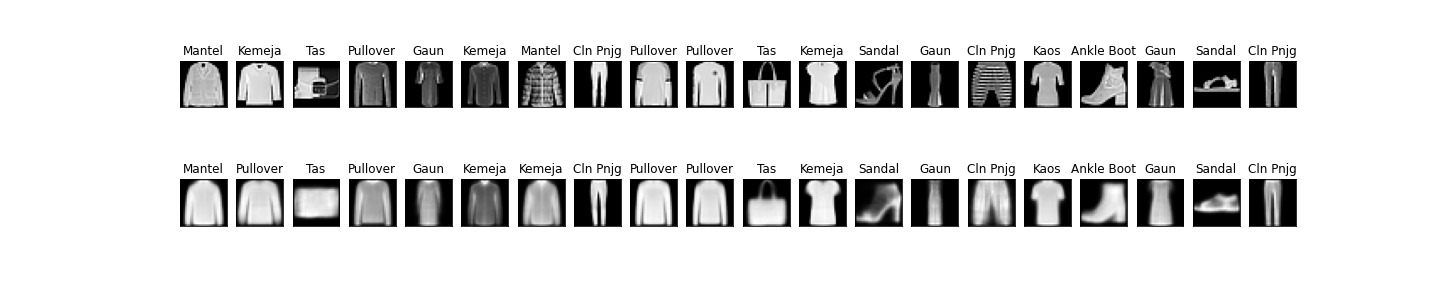 Mantel Kemeja Tas Pullover Gaun Kemeja Mantel Cln Pnjg Pullover Pullover Tas Kemeja Sandal Gaun Cln Pnjg Kaos Ankle Boot Gaun Sandal Cln Pnjg
Mantel Pullover Tas Pullover Gaun Kemeja Kemeja Cln Pnjg Pullover Pullover Tas Kemeja Sandal Gaun Cln Pnjg Kaos Ankle Boot Gaun Sandal Cln Pnjg